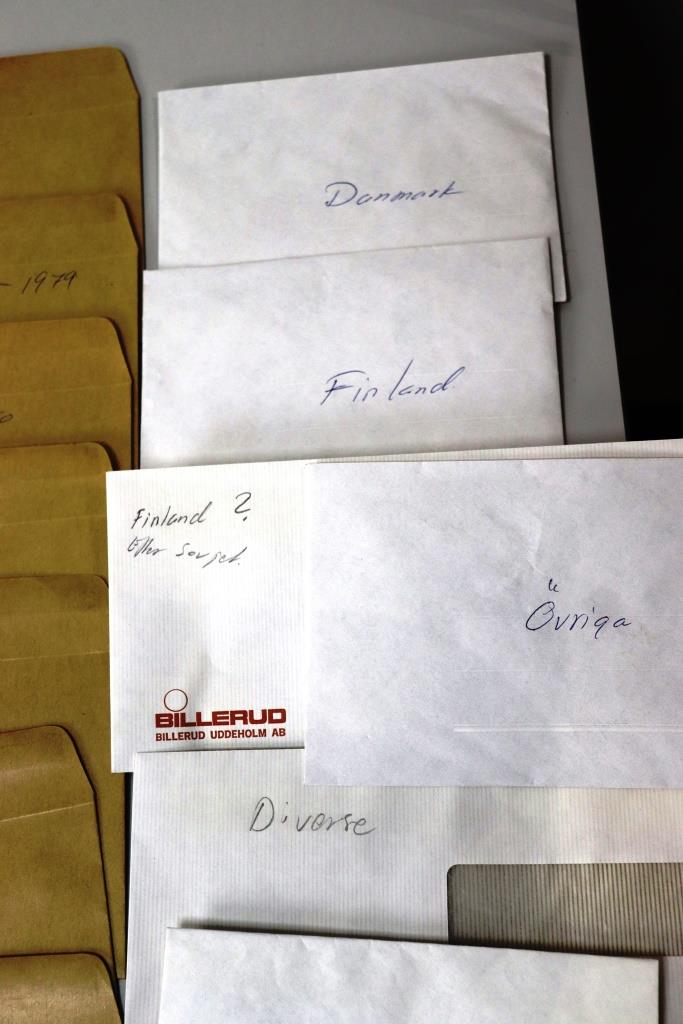 Danmark
- 1979
Finland
Finland ?
Eller Sovjet.
Övriga
BILLERUD
BILLERUD UDDEHOLM AB
Diverse